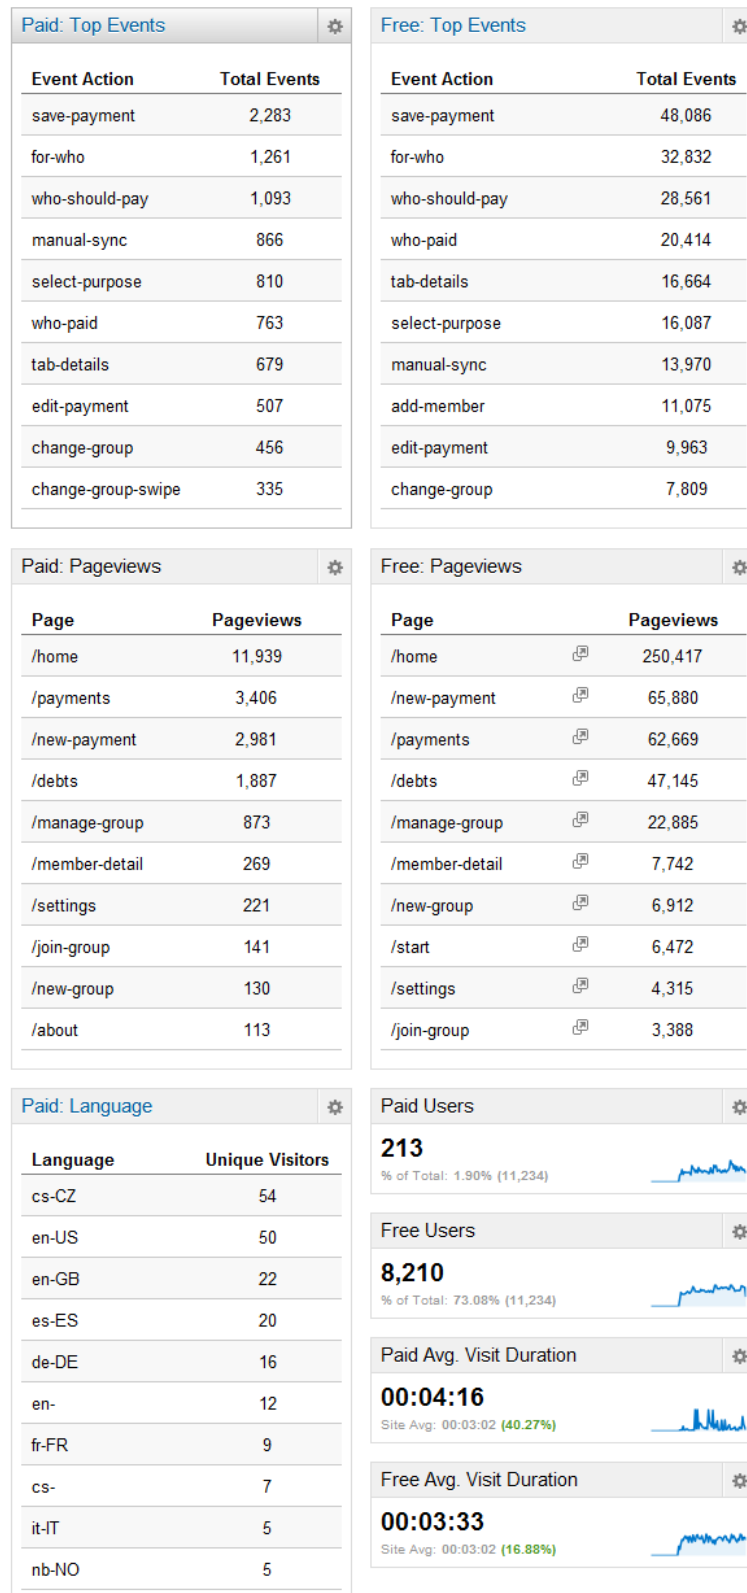 Paid: Top Events
Event Action Total Events
save-payment 2,283
for-who 1,261
who-should-pay 1,093
manual-sync 866
select-purpose 810
who-paid 763
tab-details 679
edit-payment 507
change-group 456
change-group-swipe 335
Free: Top Events
Event Action Total Events
save-payment 48,086
for-who 32,832
who-should-pay 28,561
who-paid 20,414
tab-details 16,664
select-purpose 16,087
manual-sync 13,970
add-member 11,075
edit-payment 9,963
change-group 7,809
Paid: Pageviews
Page Pageviews
/home 11,939
/payments 3,406
/new-payment 2,981
/debts 1,887
/manage-group 873
/member-detail 269
/settings 221
/join-group 141
/new-group 130
/about 113
Free: Pageviews
Page Pageviews
/home 250,417
/new-payment 65,880
/payments 62,669
/debts 47,145
/manage-group 22,885
/member-detail 7,742
/new-group 6,912
/start 6,472
/settings 4,315
/join-group 3,388
Paid: Language
Language Unique Visitors
cs-CZ 54
en-US 50
en-GB 22
es-ES 20
de-DE 16
en- 12
fr-FR 9
cs- 7
it-IT 5
nb-NO 5
Paid Users
213
% of Total: 1.90% (11,234)
Free Users
8,210
% of Total: 73.08% (11,234)
Paid Avg. Visit Duration
00:04:16
Site Avg: 00:03:02 (40.27%)
Free Avg. Visit Duration
00:03:33
Site Avg: 00:03:02 (16.88%)